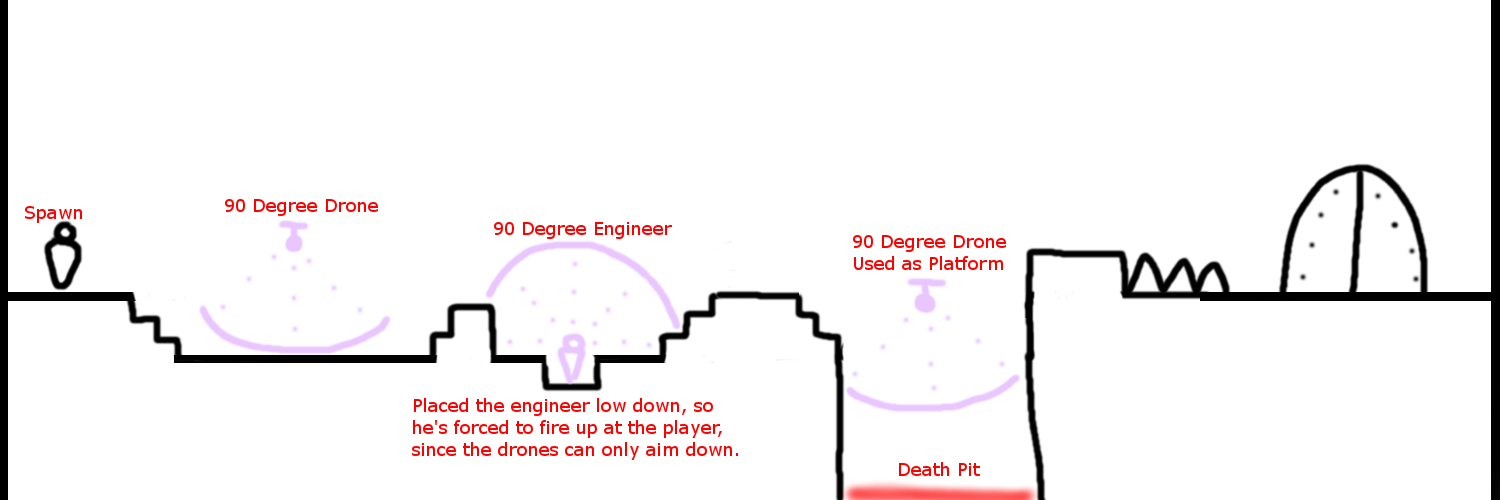 Spawn
90 Degree Drone
90 Degree Engineer
90 Degree Drone
Used as Platform
Placed the engineer low down, so
he's forced to fire up at the player,
since the drones can only aim down.
Death Pit